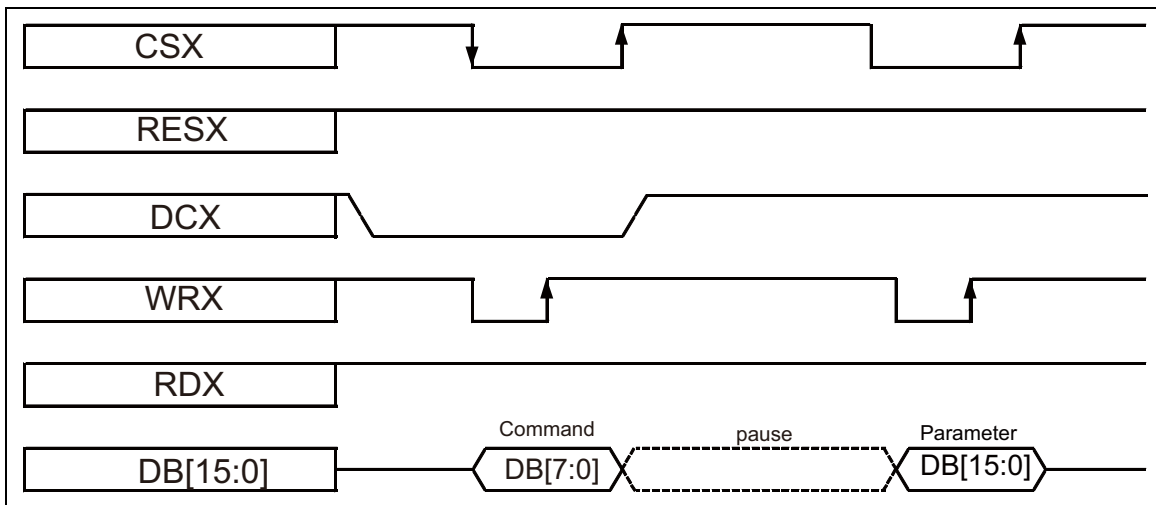 CSX
RESX
DCX
WRX
RDX
Command
pause
Parameter
DB[15:0]
DB[7:0]
DB[15:0]